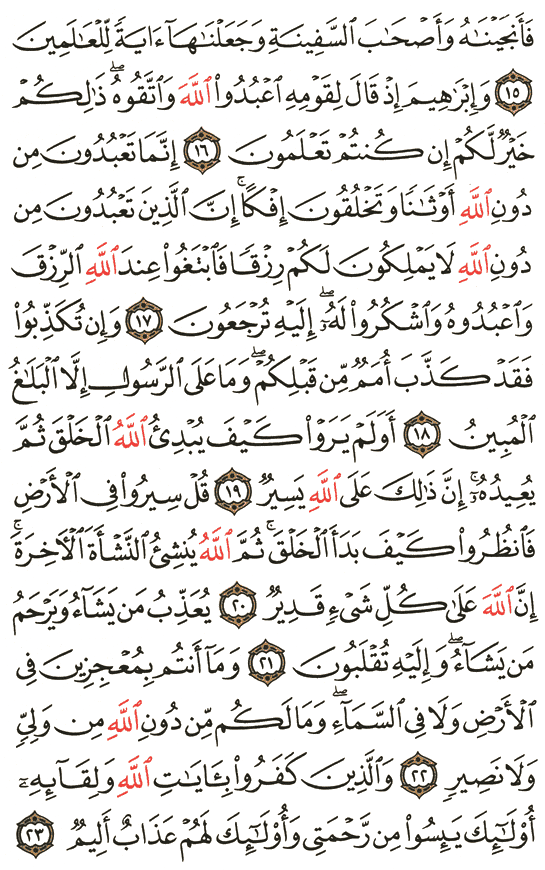 فَأَنجَيْنَٰهُ وَأَصْحَٰبَ ٱلسَّفِينَةِ وَجَعَلْنَٰهَآ ءَايَةً لِّلْعَٰلَمِينَ
١٥ وَإِبْرَٰهِيمَ إِذْ قَالَ لِقَوْمِهِ ٱعْبُدُوا۟ ٱللَّهَ وَٱتَّقُوهُ ۖ ذَٰلِكُمْ
خَيْرٌ لَّكُمْ إِن كُنتُمْ تَعْلَمُونَ ١٦ إِنَّمَا تَعْبُدُونَ مِن
دُونِ ٱللَّهِ أَوْثَٰنًا وَتَخْلُقُونَ إِفْكًا ۚ إِنَّ ٱلَّذِينَ تَعْبُدُونَ مِن
دُونِ ٱللَّهِ لَا يَمْلِكُونَ لَكُمْ رِزْقًا فَٱبْتَغُوا۟ عِندَ ٱللَّهِ ٱلرِّزْقَ
وَٱعْبُدُوهُ وَٱشْكُرُوا۟ لَهُۥٓ ۖ إِلَيْهِ تُرْجَعُونَ ١٧ وَإِن تُكَذِّبُوا۟
فَقَدْ كَذَّبَ أُمَمٌ مِّن قَبْلِكُمْ ۖ وَمَا عَلَى ٱلرَّسُولِ إِلَّا ٱلْبَلَٰغُ
ٱلْمُبِينُ ١٨ أَوَلَمْ يَرَوْا۟ كَيْفَ يُبْدِئُ ٱللَّهُ ٱلْخَلْقَ ثُمَّ
يُعِيدُهُۥٓ ۚ إِنَّ ذَٰلِكَ عَلَى ٱللَّهِ يَسِيرٌ ١٩ قُلْ سِيرُوا۟ فِى ٱلْأَرْضِ
فَٱنظُرُوا۟ كَيْفَ بَدَأَ ٱلْخَلْقَ ۚ ثُمَّ ٱللَّهُ يُنشِئُ ٱلنَّشْأَةَ ٱلْءَاخِرَةَ ۚ
إِنَّ ٱللَّهَ عَلَىٰ كُلِّ شَىْءٍ قَدِيرٌ ٢٠ يُعَذِّبُ مَن يَشَآءُ وَيَرْحَمُ
مَن يَشَآءُ ۖ وَإِلَيْهِ تُقْلَبُونَ ٢١ وَمَآ أَنتُم بِمُعْجِزِينَ فِى
ٱلْأَرْضِ وَلَا فِى ٱلسَّمَآءِ ۖ وَمَا لَكُم مِّن دُونِ ٱللَّهِ مِن وَلِىٍّ
وَلَا نَصِيرٍ ٢٢ وَٱلَّذِينَ كَفَرُوا۟ بِـَٔايَٰتِ ٱللَّهِ وَلِقَآئِهِۦٓ
أُو۟لَٰٓئِكَ يَئِسُوا۟ مِن رَّحْمَتِى وَأُو۟لَٰٓئِكَ لَهُمْ عَذَابٌ أَلِيمٌ ٢٣